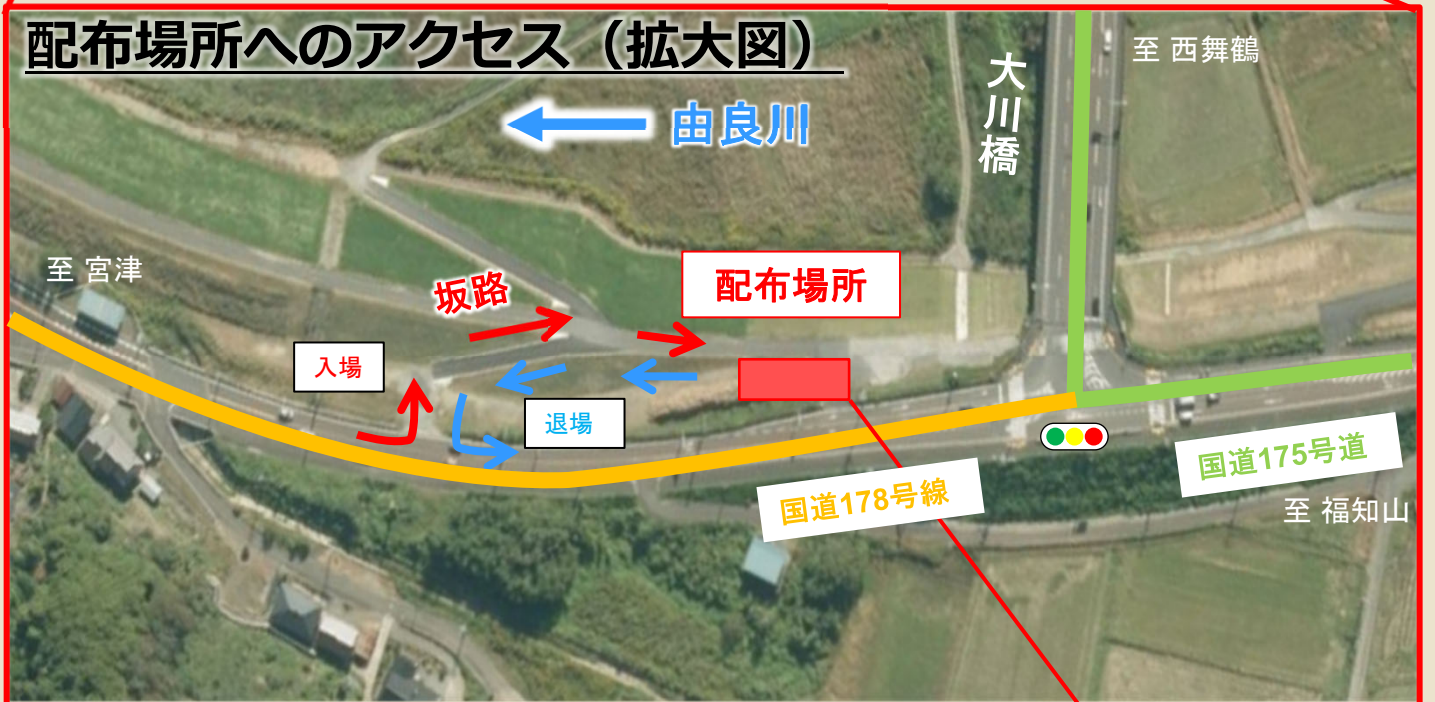 配布場所へのアクセス（拡大図）
至 西舞鶴
大川橋
由良川
至 宮津
坂路
配布場所
入場
退場
国道175号道
国道178号線
至 福知山